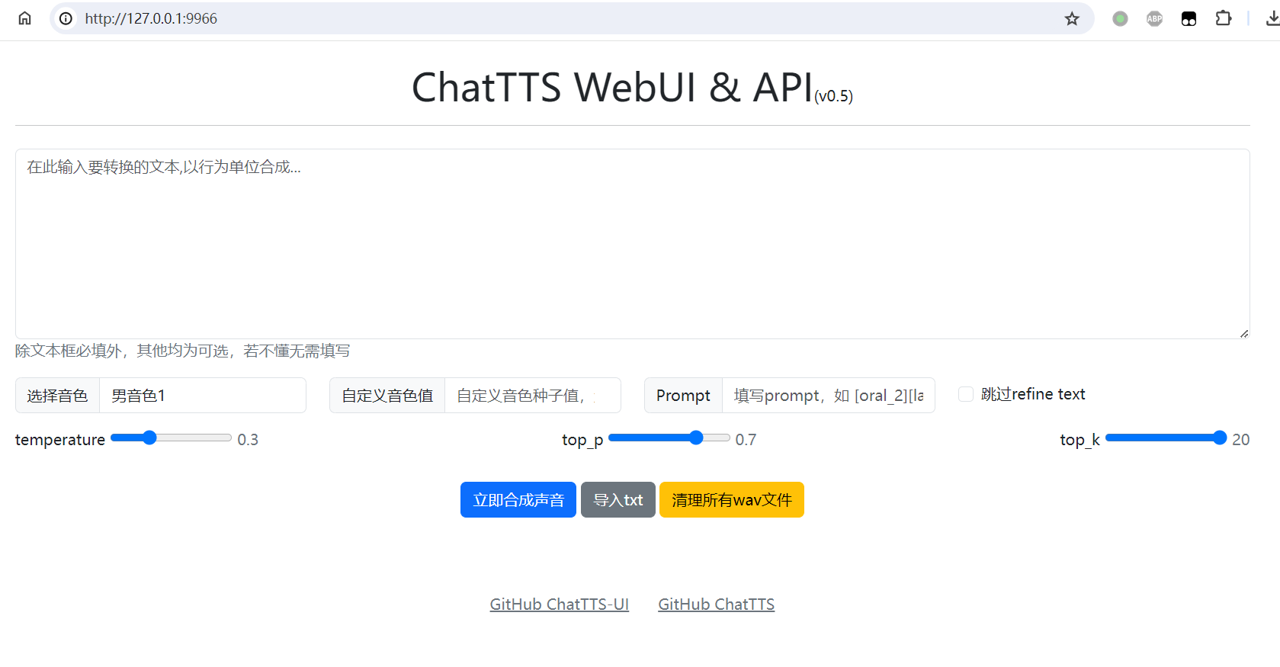 http://127.0.0.1:9966
ABP
ChatTTS WebUI & API(v0.5)
在此输入要转换的文本,以行为单位合成...
除文本框必填外，其他均为可选，若不懂无需填写
选择音色 男音色1 自定义音色值 自定义音色种子值， Prompt 填写prompt，如 [oral_2][la 跳过refine text
temperature 0.3 top_p 0.7 top_k 20
立即合成声音 导入txt 清理所有wav文件
GitHub ChatTTS-UI GitHub ChatTTS